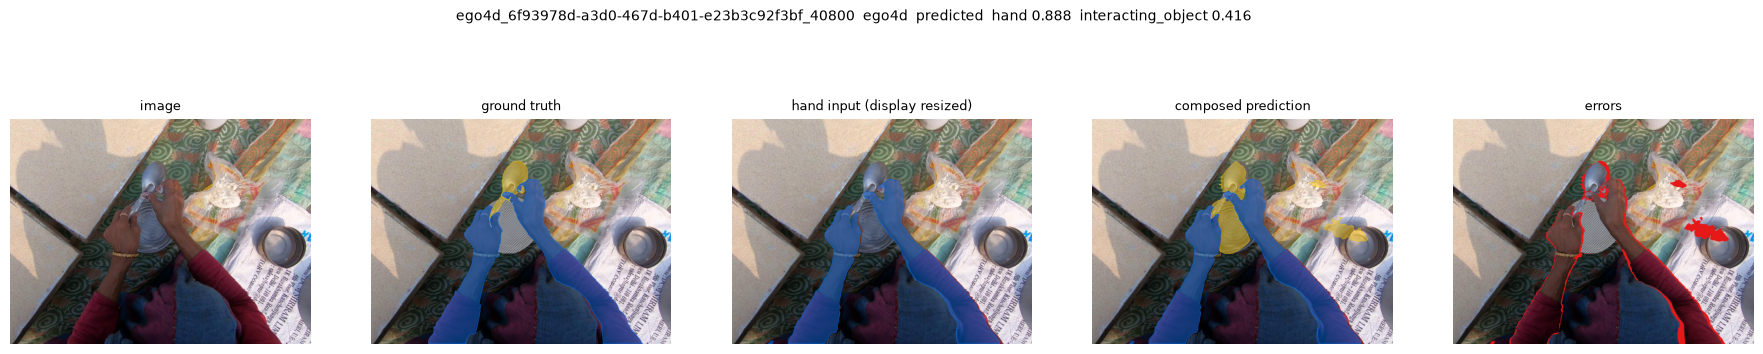 ego4d_6f93978d-a3d0-467d-b401-e23b3c92f3bf_40800  ego4d  predicted  hand 0.888  interacting_object 0.416
image
ground truth
hand input (display resized)
composed prediction
errors